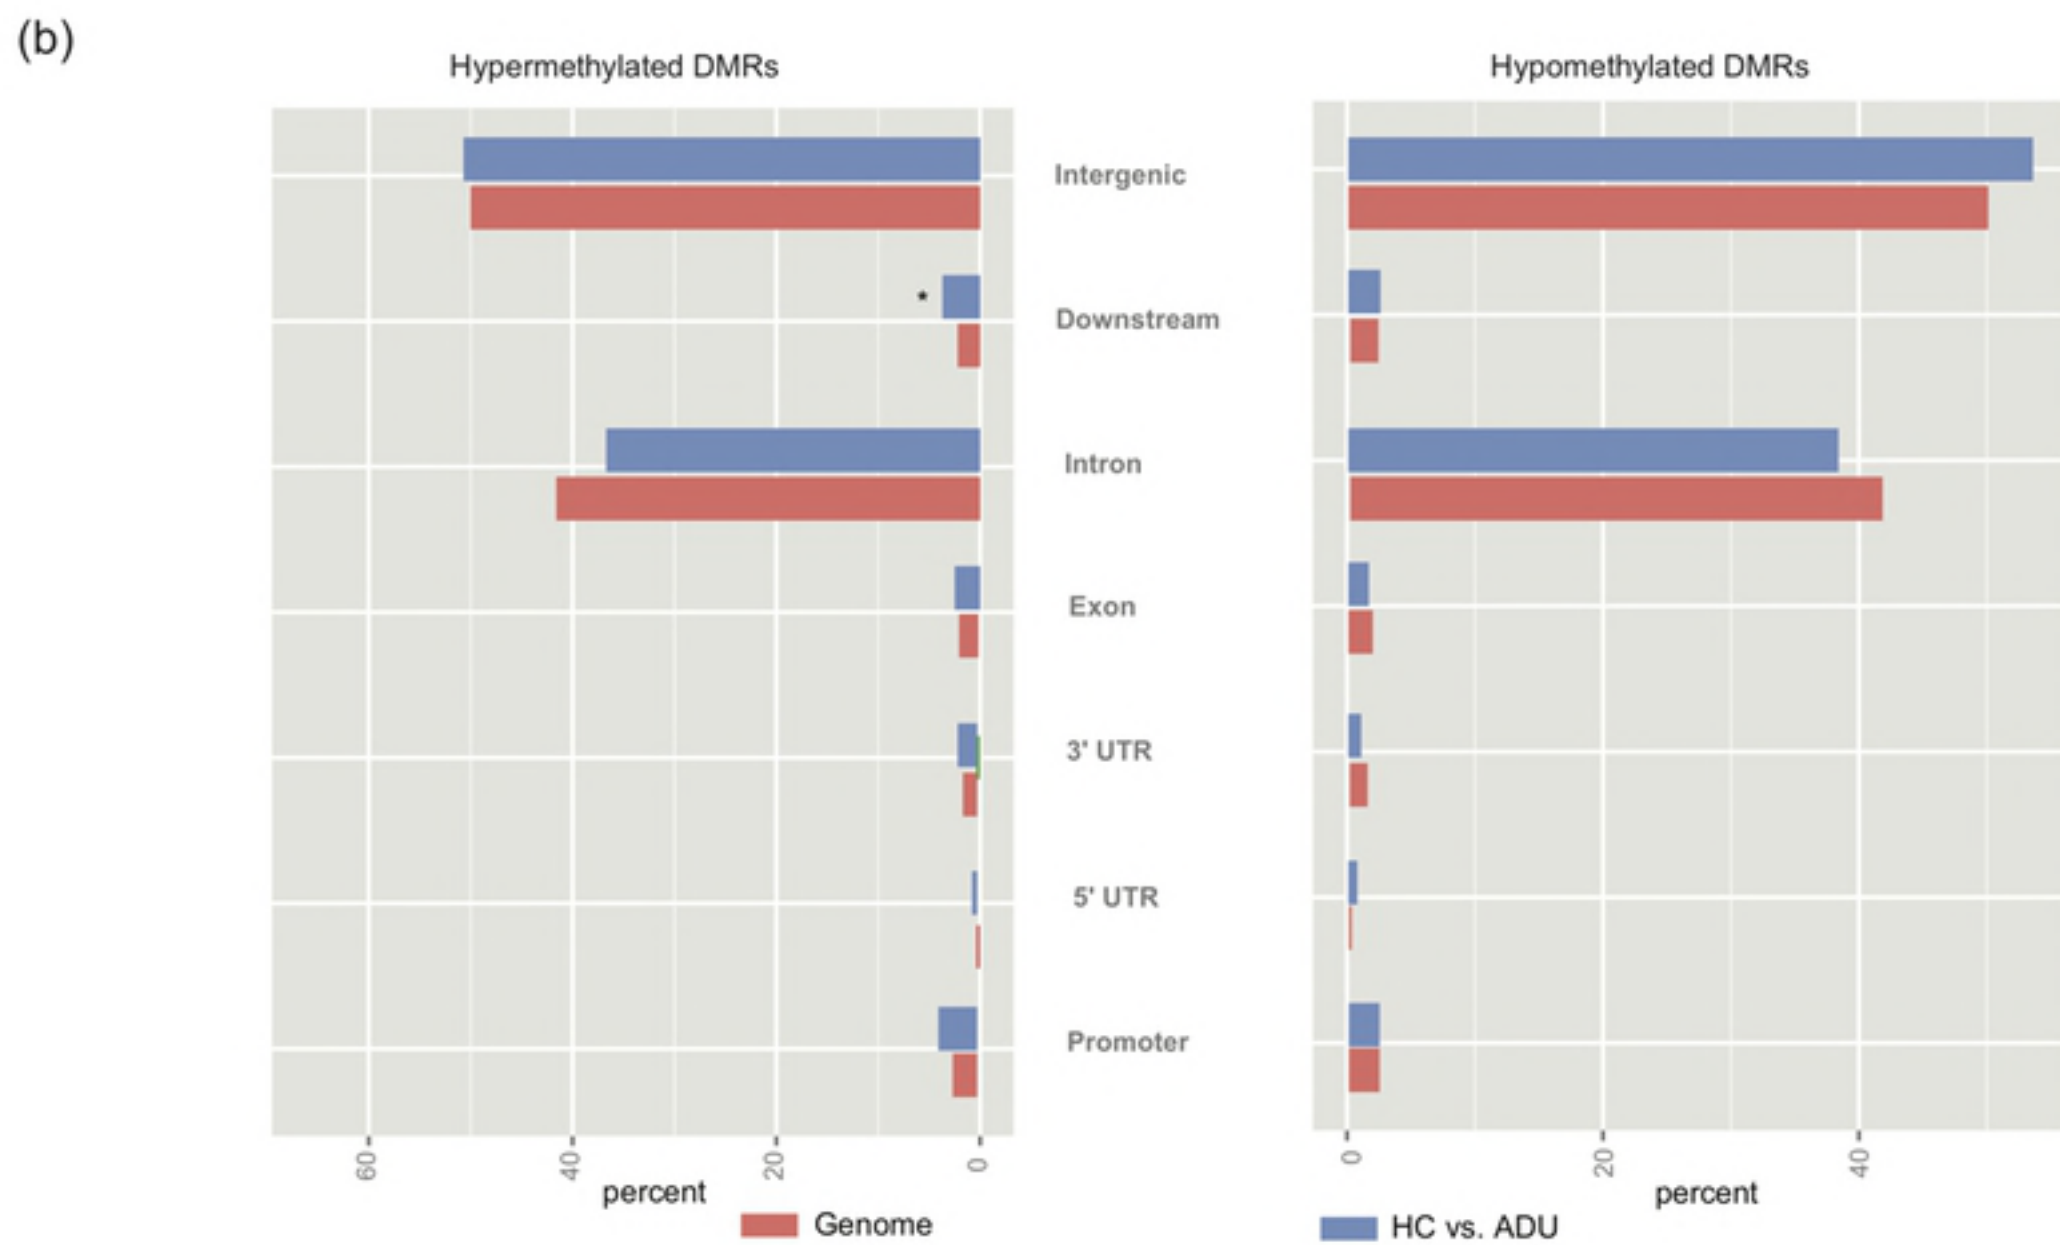 (b)
Hypermethylated DMRs
Hypomethylated DMRs
Intergenic
*
Downstream
Intron
Exon
3' UTR
5' UTR
Promoter
60 40 20 0
0 20 40
percent
percent
Genome
HC vs. ADU